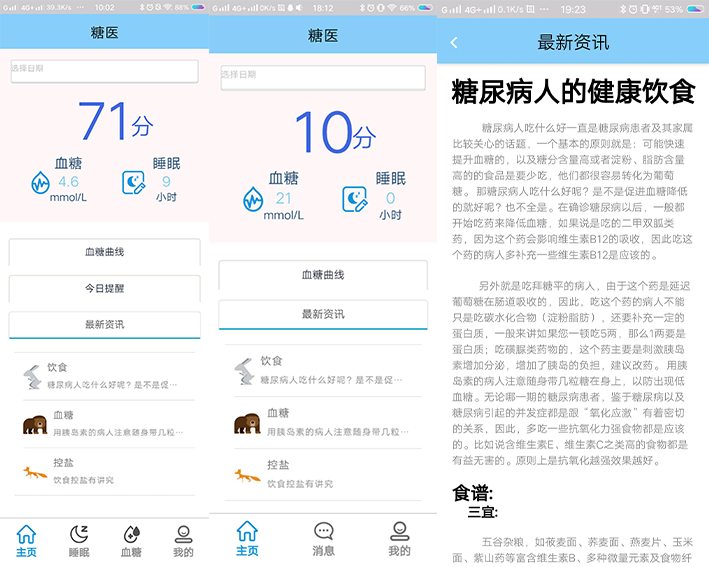 4G+ 39.3K/s ··· 10:02 88%
糖医
选择日期
71分
血糖
4.6
mmol/L
睡眠
9
小时
血糖曲线
今日提醒
最新资讯
饮食
糖尿病人吃什么好呢？是不是促···
血糖
用胰岛素的病人注意随身带几粒···
控盐
饮食控盐有讲究
主页 睡眠 血糖 我的
4G+ 0K/s 18:12 66%
糖医
选择日期
10分
血糖
21
mmol/L
睡眠
0
小时
血糖曲线
最新资讯
饮食
糖尿病人吃什么好呢？是不是促···
血糖
用胰岛素的病人注意随身带几粒···
控盐
饮食控盐有讲究
主页 消息 我的
4G+ 0.1K/s ··· 19:23 53%
最新资讯
糖尿病人的健康饮食
糖尿病人吃什么好一直是糖尿病患者及其家属
比较关心的话题，一个基本的原则就是：可能快速
提升血糖的，以及糖分含量高或者淀粉、脂肪含量
高的的食品是要少吃，他们都很容易转化为葡萄
糖。那糖尿病人吃什么好呢？是不是促进血糖降低
的就好呢？也不全是。在确诊糖尿病以后，一般都
开始吃药来降低血糖，如果说是吃的二甲双胍类
药，因为这个药会影响维生素B12的吸收，因此吃这
个药的病人多补充一些维生素B12是应该的。
另外就是吃拜糖平的病人，由于这个药是延迟
葡萄糖在肠道吸收的，因此，吃这个药的病人不能
只是吃碳水化合物（淀粉脂肪），还要补充一定的
蛋白质，一般来讲如果您一顿吃5两，那么1两要是
蛋白质；吃磺脲类药物的，这个药主要是刺激胰岛
素增加分泌，增加了胰岛的负担，建议改药。用胰
岛素的病人注意随身带几粒糖在身上，以防出现低
血糖。无论哪一期的糖尿病患者，鉴于糖尿病以及
糖尿病引起的并发症都是跟“氧化应激”有着密切
的关系，因此，多吃一些抗氧化力强食物都是应该
的。比如说含维生素E、维生素C之类高的食物都是
有益无害的。原则上是抗氧化越强效果越好。
食谱:
三宜:
五谷杂粮，如莜麦面、荞麦面、燕麦片、玉米
面、紫山药等富含维生素B、多种微量元素及食物纤